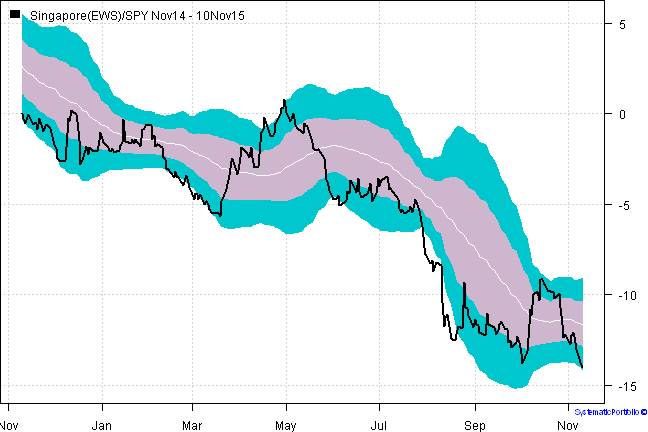 Singapore(EWS)/SPY Nov14 - 10Nov15
5
0
-5
-10
-15
Nov Jan Mar May Jul Sep Nov
SystematicPortfolio ©